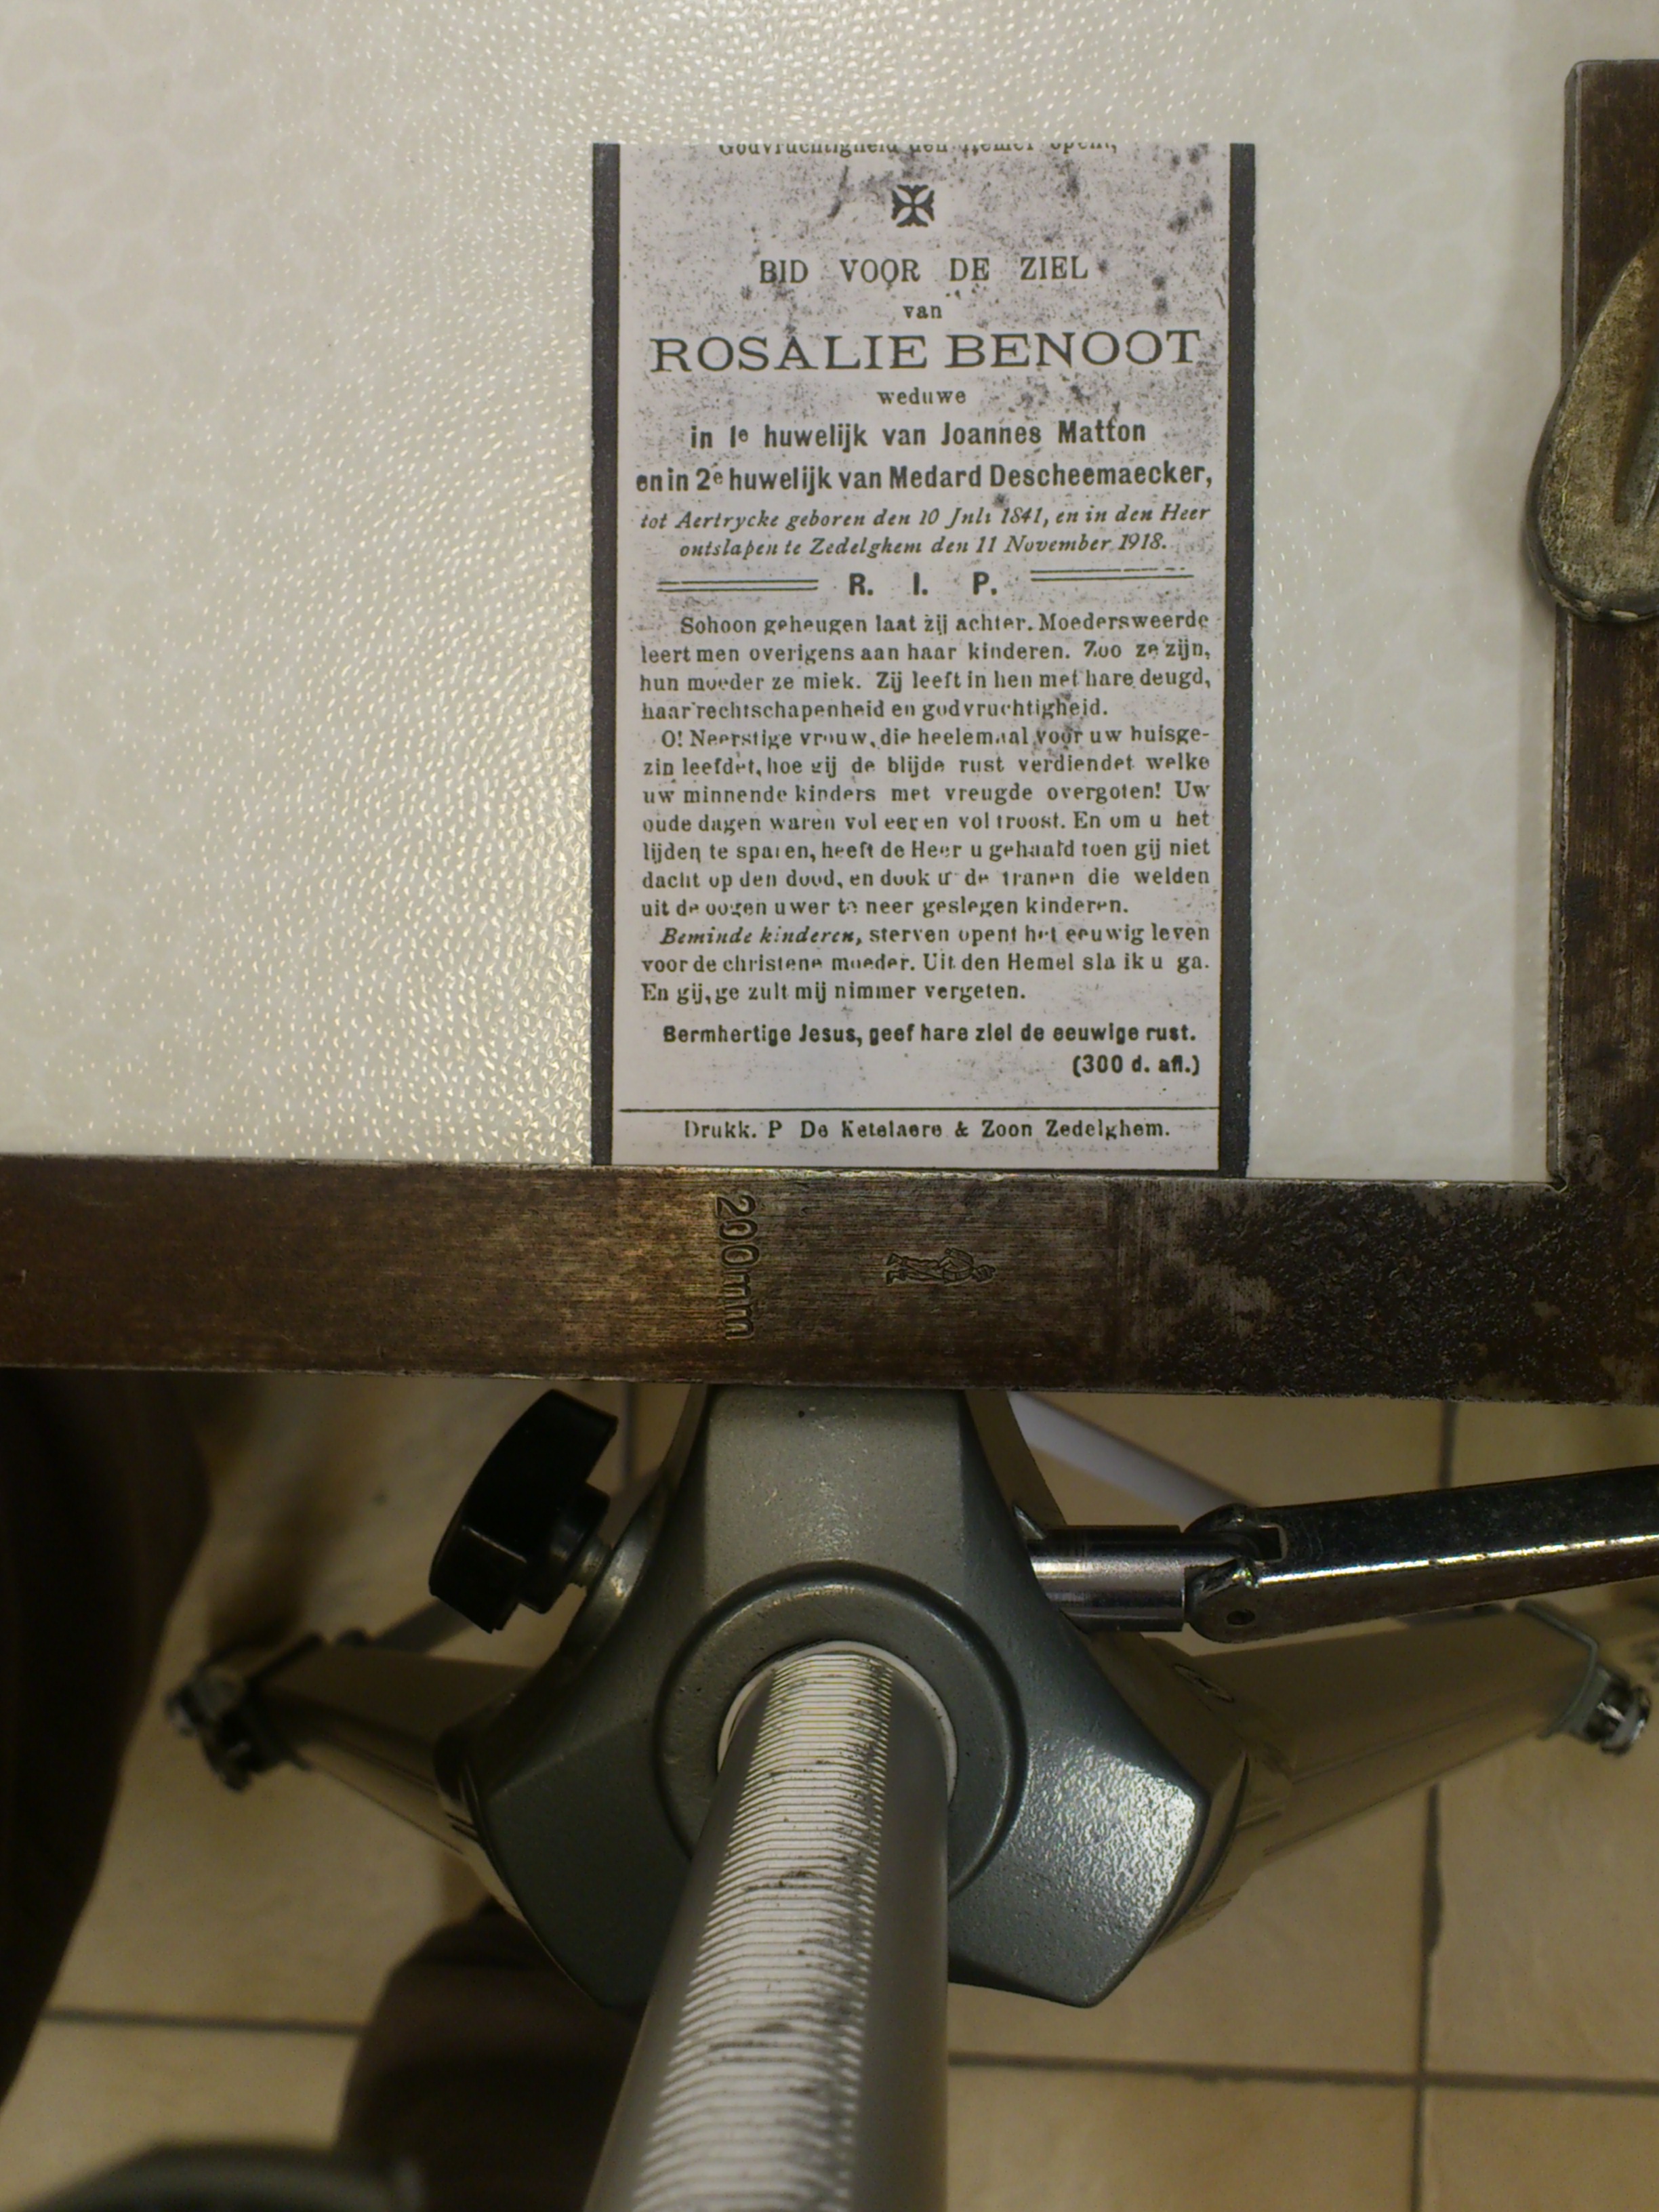 Godvruchtigheid den Hemel opent,
BID VOOR DE ZIEL
van
ROSALIE BENOOT
weduwe
in 1e huwelijk van Joannes Matton
en in 2e huwelijk van Medard Descheemaecker,
tot Aertrycke geboren den 10 Juli 1841, en in den Heer
ontslapen te Zedelghem den 11 November 1918.
R. I. P.
Schoon geheugen laat zij achter. Moedersweerde
leert men overigens aan haar kinderen. Zoo ze zijn,
hun moeder ze miek. Zij leeft in hen met hare deugd,
haar rechtschapenheid en godvruchtigheid.
O! Neerstige vrouw, die heelemaal voor uw huisge-
zin leefdet, hoe gij de blijde rust verdiendet welke
uw minnende kinders met vreugde overgoten! Uw
oude dagen waren vol eer en vol troost. En om u het
lijden te sparen, heeft de Heer u gehaald toen gij niet
dacht op den dood, en dook u de tranen die welden
uit de oogen uwer te neer geslegen kinderen.
Beminde kinderen, sterven opent het eeuwig leven
voor de christene moeder. Uit den Hemel sla ik u ga.
En gij, ge zult mij nimmer vergeten.
Bermhertige Jesus, geef hare ziel de eeuwige rust.
(300 d. afl.)
Drukk. P De Ketelaere & Zoon Zedelghem.
200mm